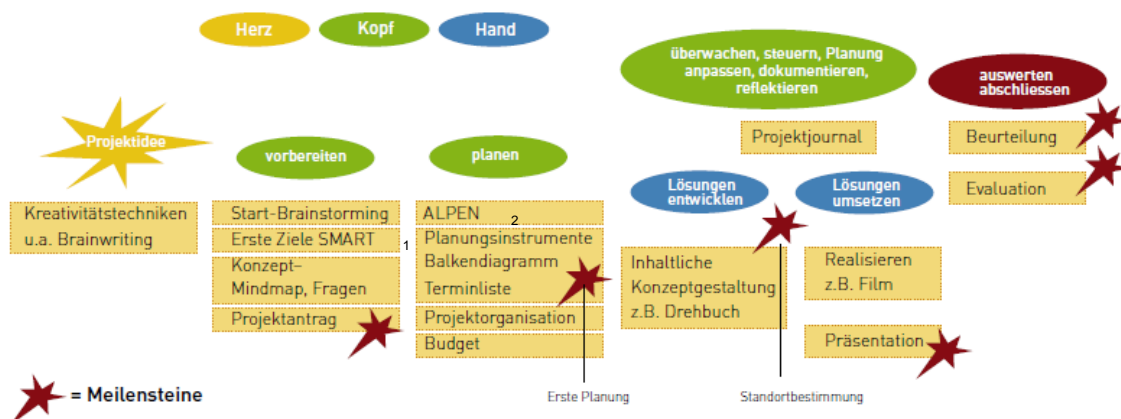 Herz
Kopf
Hand
überwachen, steuern, Planung
anpassen, dokumentieren,
reflektieren
auswerten
abschliessen
Projektidee
vorbereiten
planen
Projektjournal
Beurteilung
Lösungen
entwickeln
Lösungen
umsetzen
Evaluation
Kreativitätstechniken
u.a. Brainwriting
Start-Brainstorming
Erste Ziele SMART
1
Konzept–
Mindmap, Fragen
Projektantrag
ALPEN
2
Planungsinstrumente
Balkendiagramm
Terminliste
Projektorganisation
Budget
Inhaltliche
Konzeptgestaltung
z.B. Drehbuch
Realisieren
z.B. Film
Präsentation
= Meilensteine
Erste Planung
Standortbestimmung